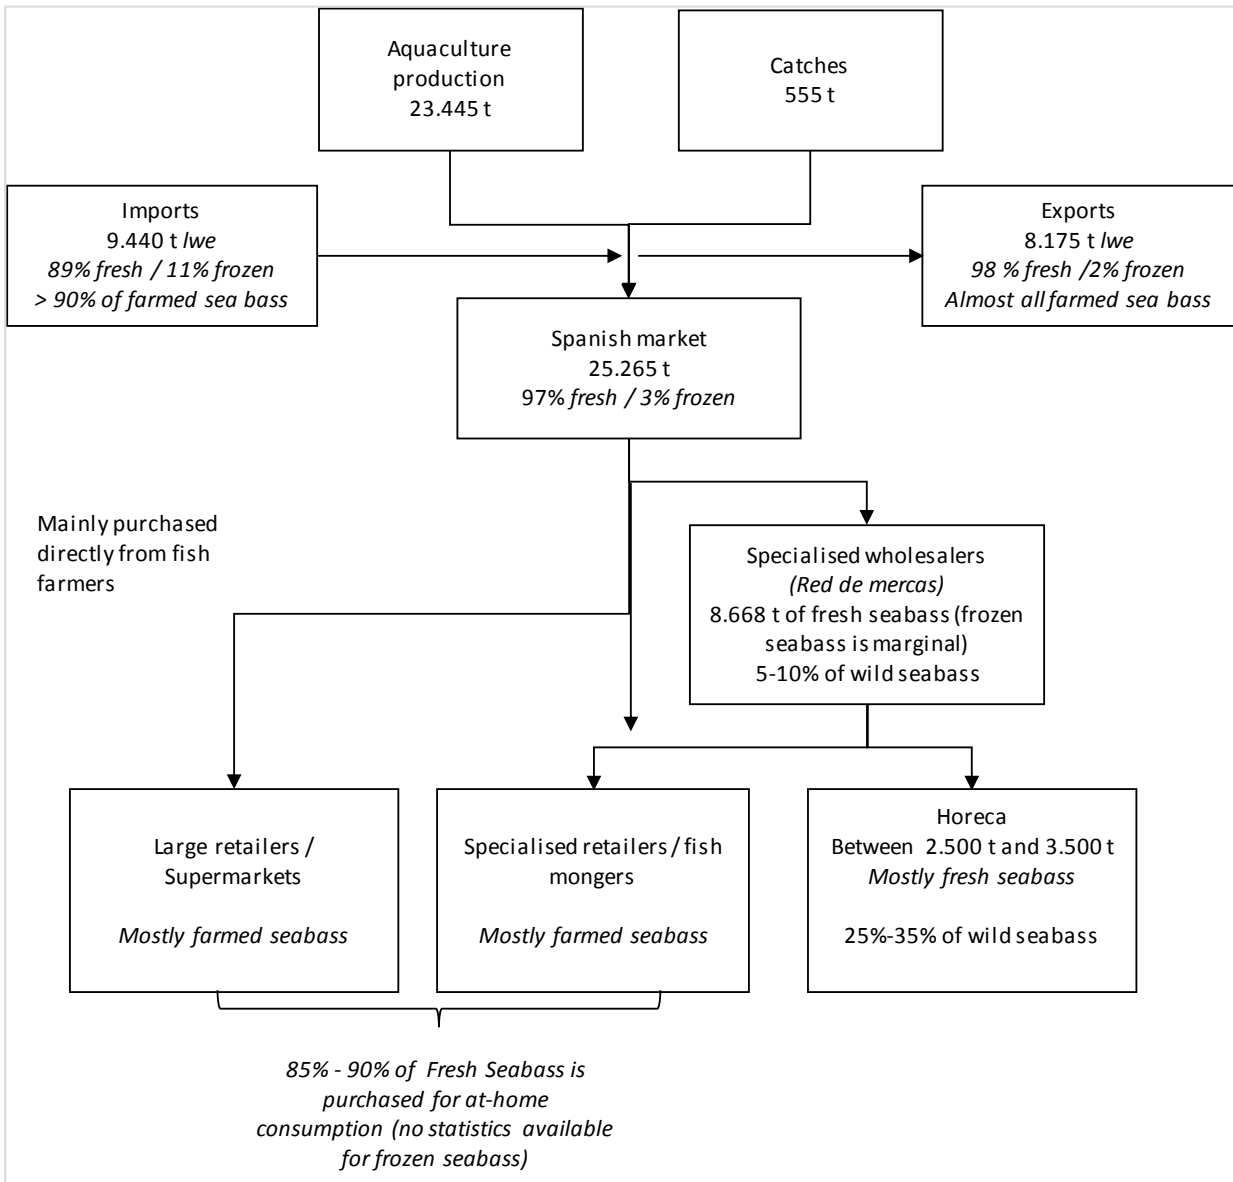 Aquaculture
production
23.445 t
Catches
555 t
Imports
9.440 t lwe
89% fresh / 11% frozen
> 90% of farmed sea bass
Exports
8.175 t lwe
98 % fresh /2% frozen
Almost all farmed sea bass
Spanish market
25.265 t
97% fresh / 3% frozen
Mainly purchased
directly from fish
farmers
Specialised wholesalers
(Red de mercas)
8.668 t of fresh seabass (frozen
seabass is marginal)
5-10% of wild seabass
Large retailers /
Supermarkets
Mostly farmed seabass
Specialised retailers / fish
mongers
Mostly farmed seabass
Horeca
Between 2.500 t and 3.500 t
Mostly fresh seabass
25%-35% of wild seabass
85% - 90% of Fresh Seabass is
purchased for at-home
consumption (no statistics available
for frozen seabass)